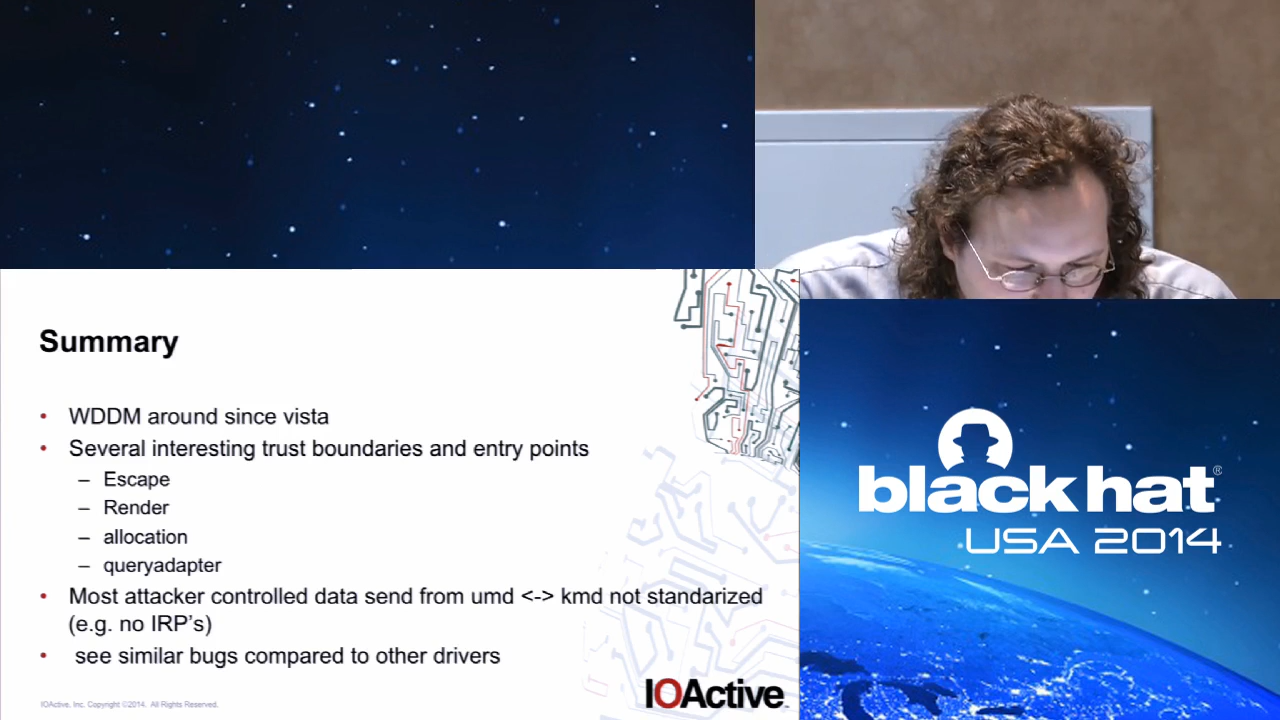 Summary
• WDDM around since vista
• Several interesting trust boundaries and entry points
– Escape
– Render
– allocation
– queryadapter
• Most attacker controlled data send from umd <-> kmd not standarized
(e.g. no IRP's)
• see similar bugs compared to other drivers
IOActive, Inc. Copyright ©2014. All Rights Reserved.
IOActive
black hat®
USA 2014